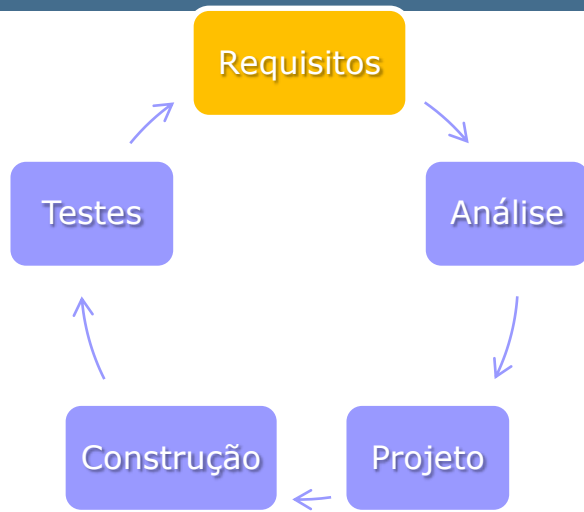 Requisitos
Testes
Análise
Construção
Projeto